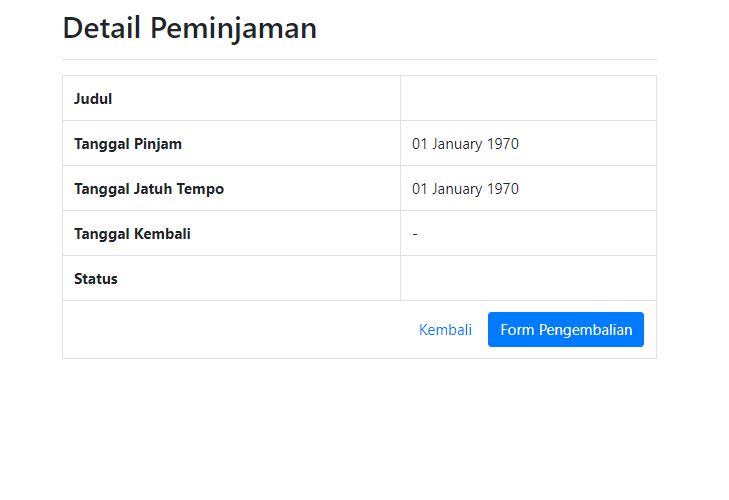 Detail Peminjaman
Judul
Tanggal Pinjam 01 January 1970
Tanggal Jatuh Tempo 01 January 1970
Tanggal Kembali -
Status
Kembali Form Pengembalian